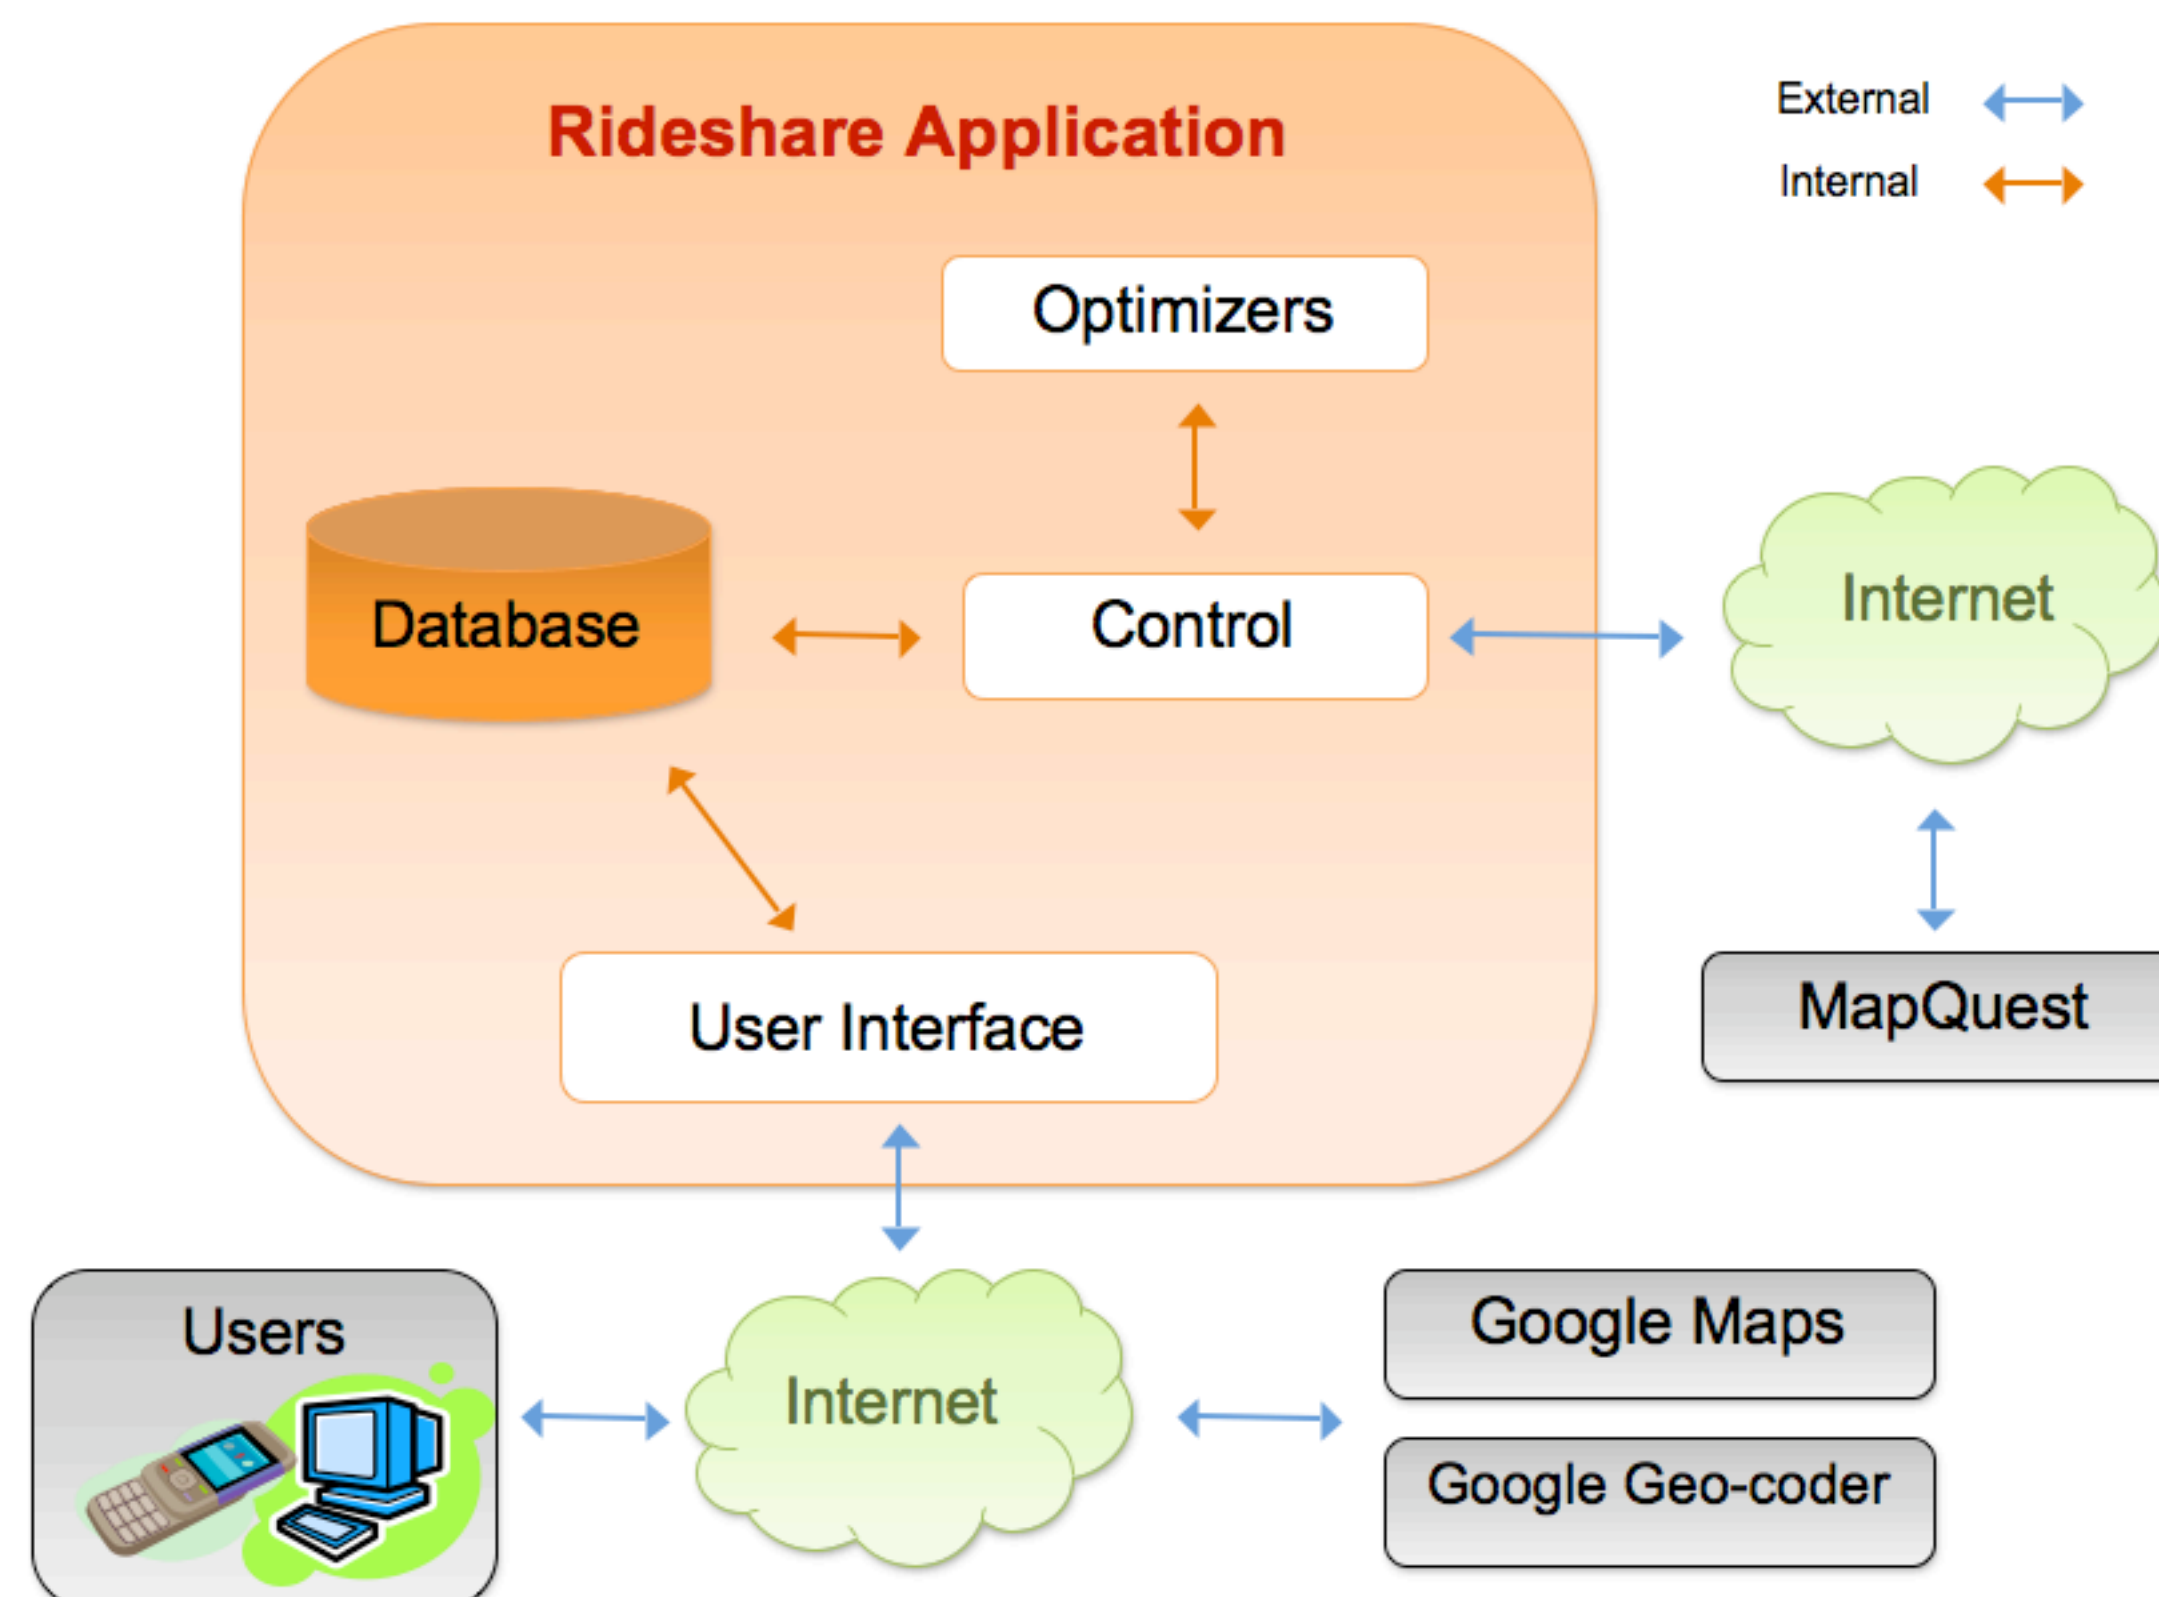 Rideshare Application
External
Internal
Optimizers
Database
Control
Internet
User Interface
MapQuest
Users
Internet
Google Maps
Google Geo-coder